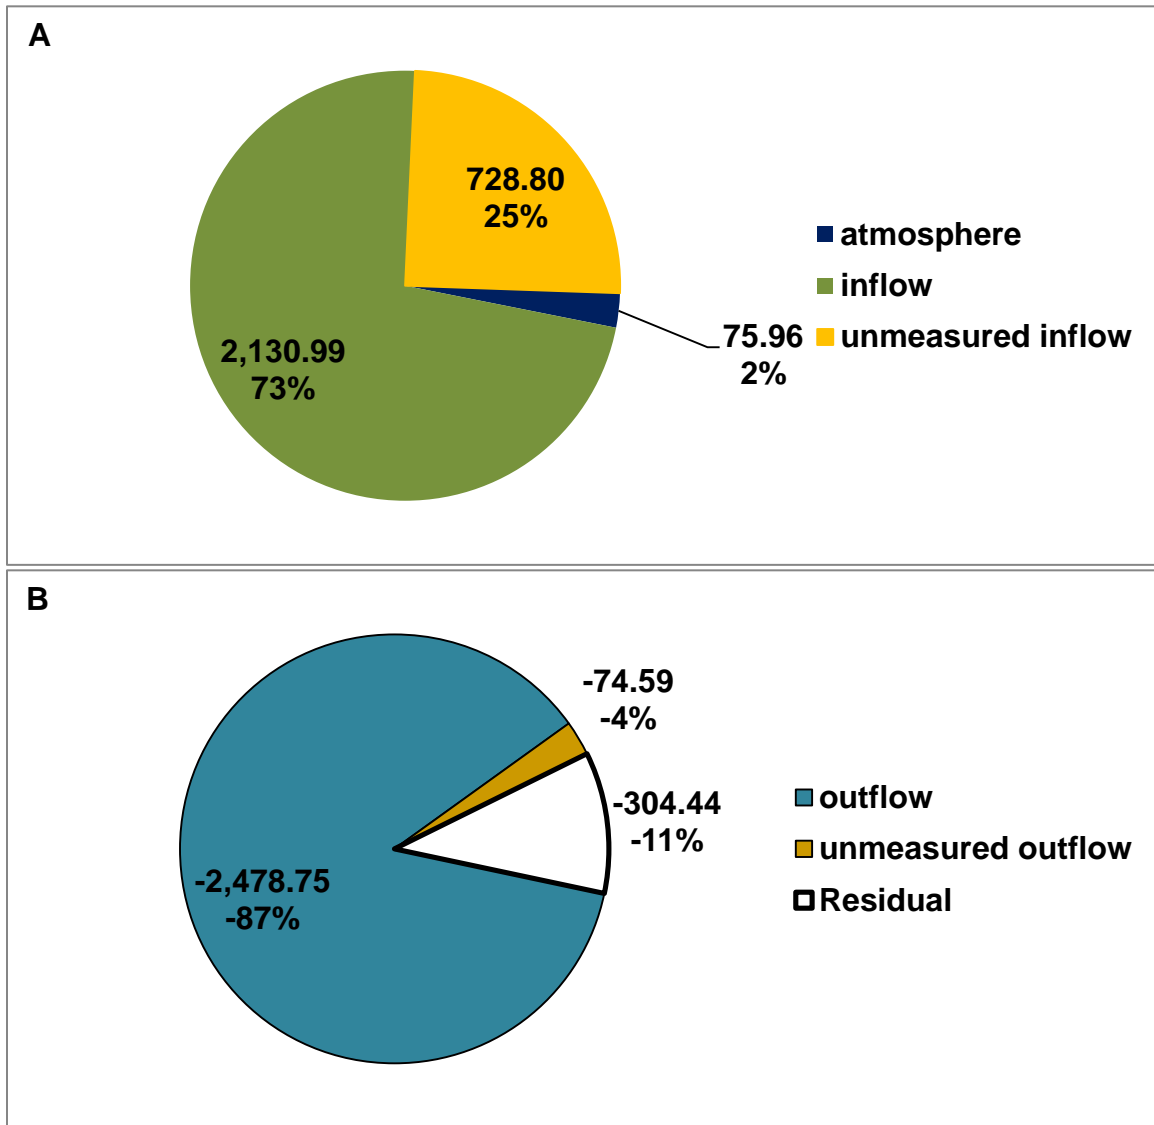 A
728.80
25%
2,130.99
73%
75.96
2%
atmosphere
inflow
unmeasured inflow
B
-74.59
-4%
-304.44
-11%
-2,478.75
-87%
outflow
unmeasured outflow
Residual